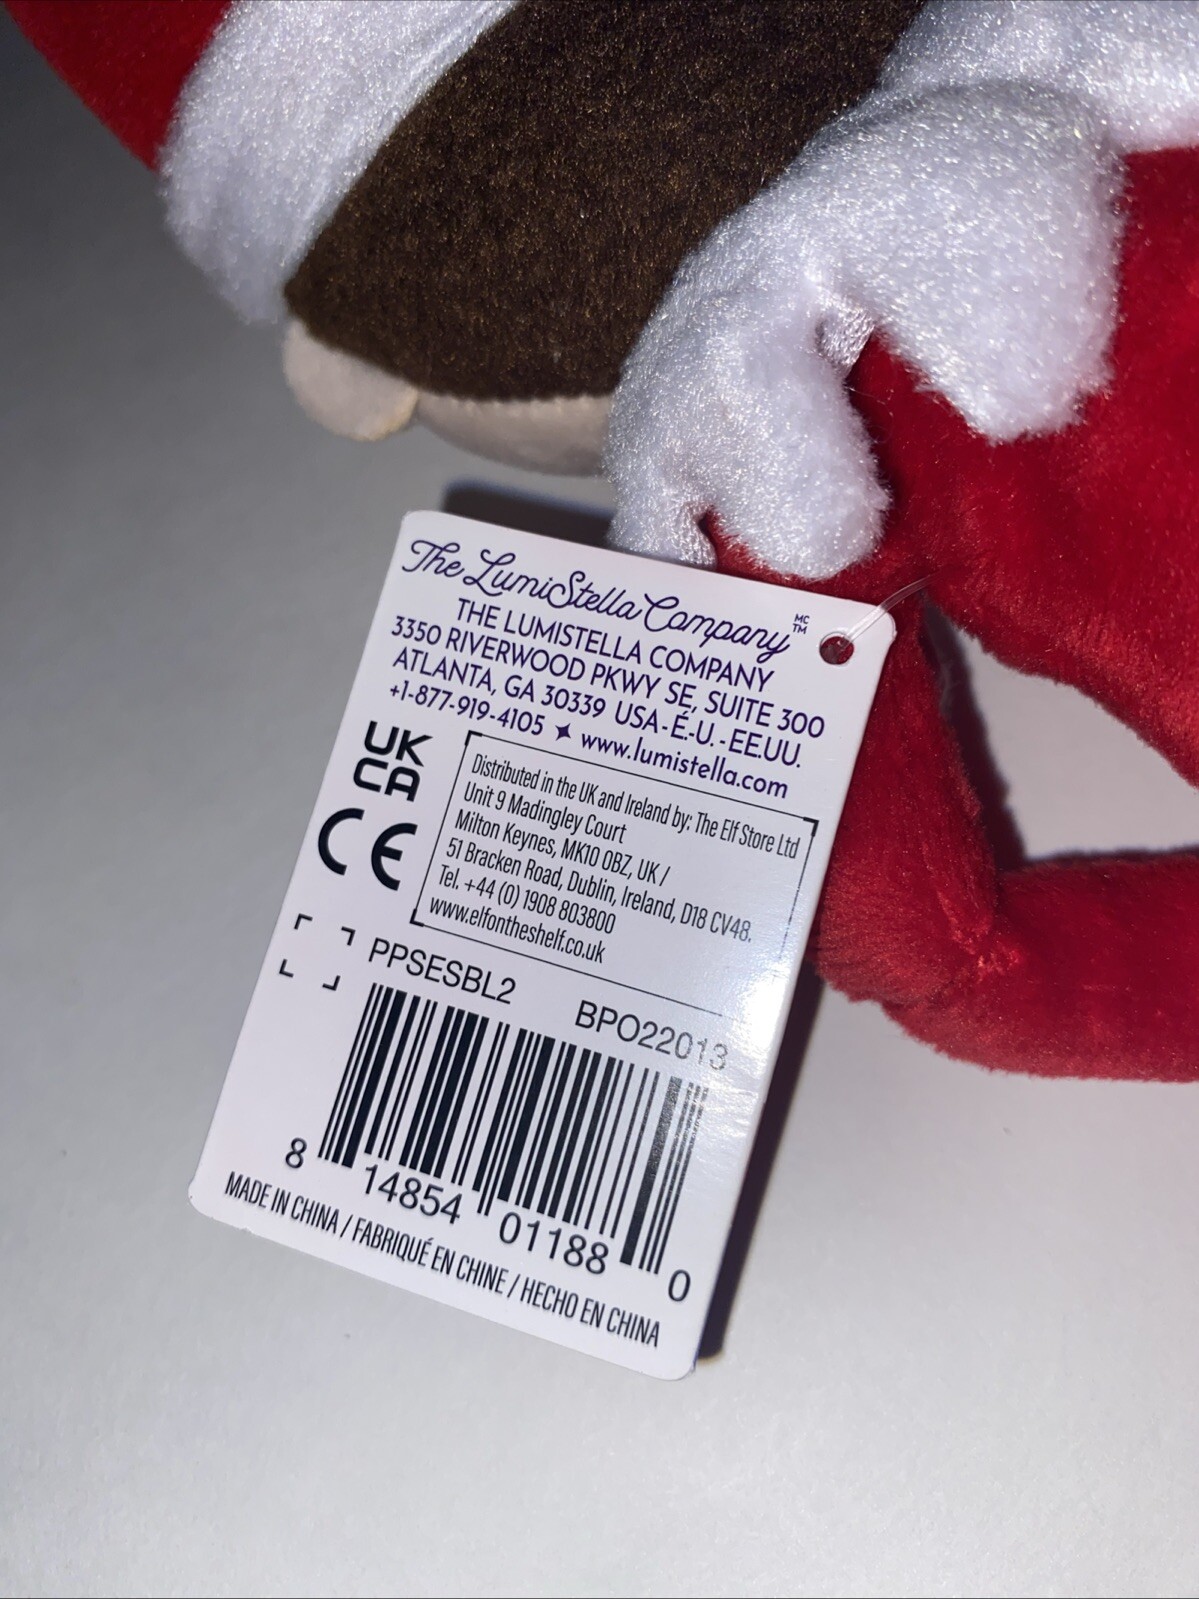 The LumiStella Company MC TM
THE LUMISTELLA COMPANY
3350 RIVERWOOD PKWY SE, SUITE 300
ATLANTA, GA 30339 USA-É.-U.-EE.UU.
+1-877-919-4105 ✦ www.lumistella.com
UK
CA
CE
Distributed in the UK and Ireland by: The Elf Store Ltd
Unit 9 Madingley Court
Milton Keynes, MK10 0BZ, UK /
51 Bracken Road, Dublin, Ireland, D18 CV48.
Tel. +44 (0) 1908 803800
www.elfontheshelf.co.uk
PPSESBL2 BPO22013
8 14854 01188 0
MADE IN CHINA / FABRIQUÉ EN CHINE / HECHO EN CHINA